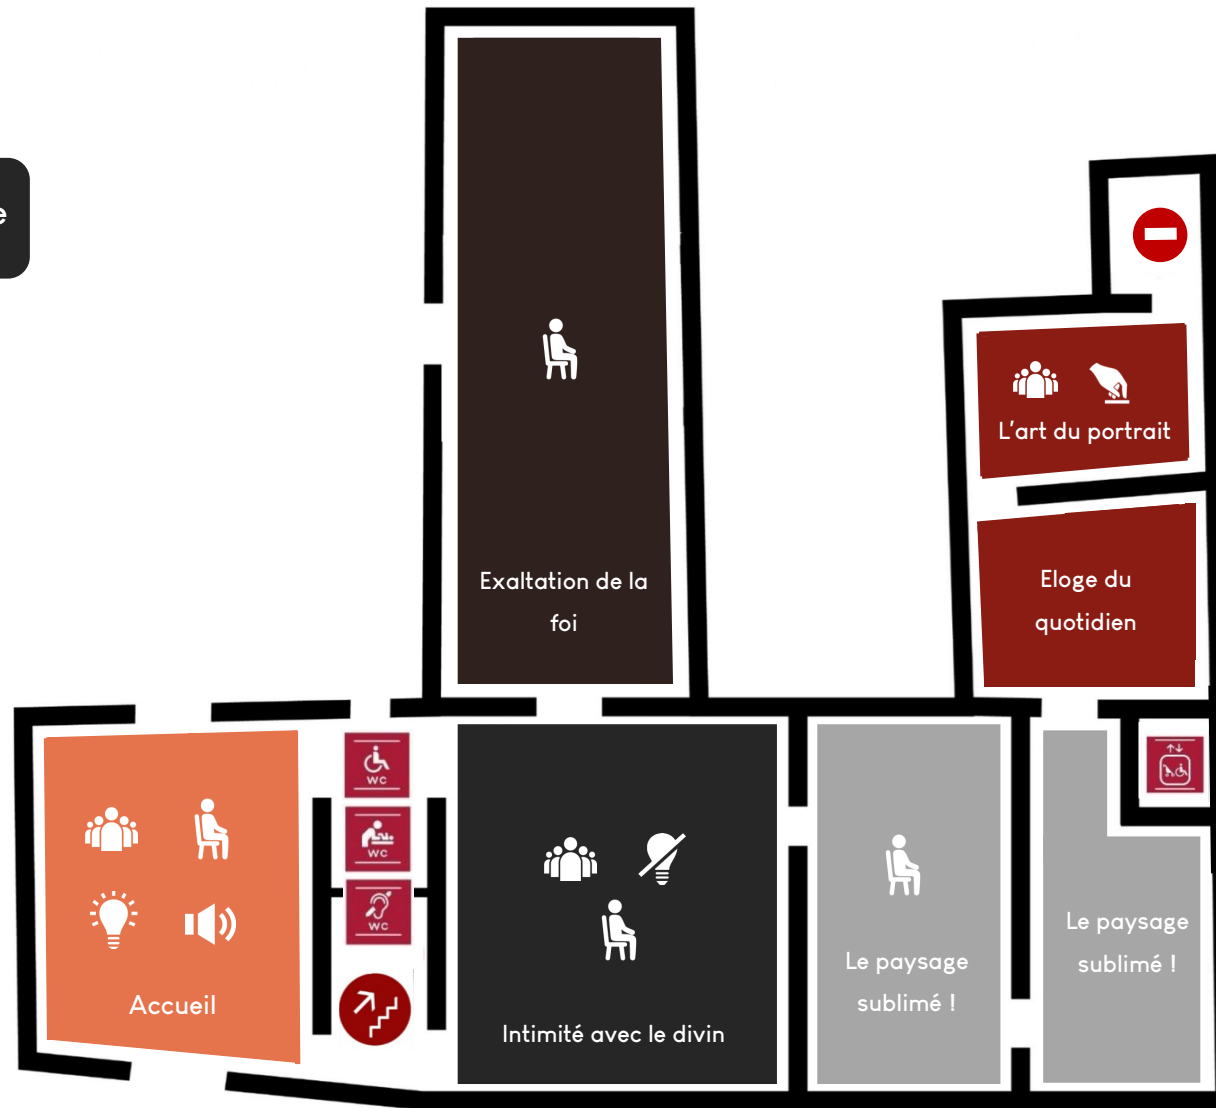 e
L'art du portrait
Exaltation de la
foi
Eloge du
quotidien
WC
WC
WC
Accueil
Intimité avec le divin
Le paysage
sublimé !
Le paysage
sublimé !